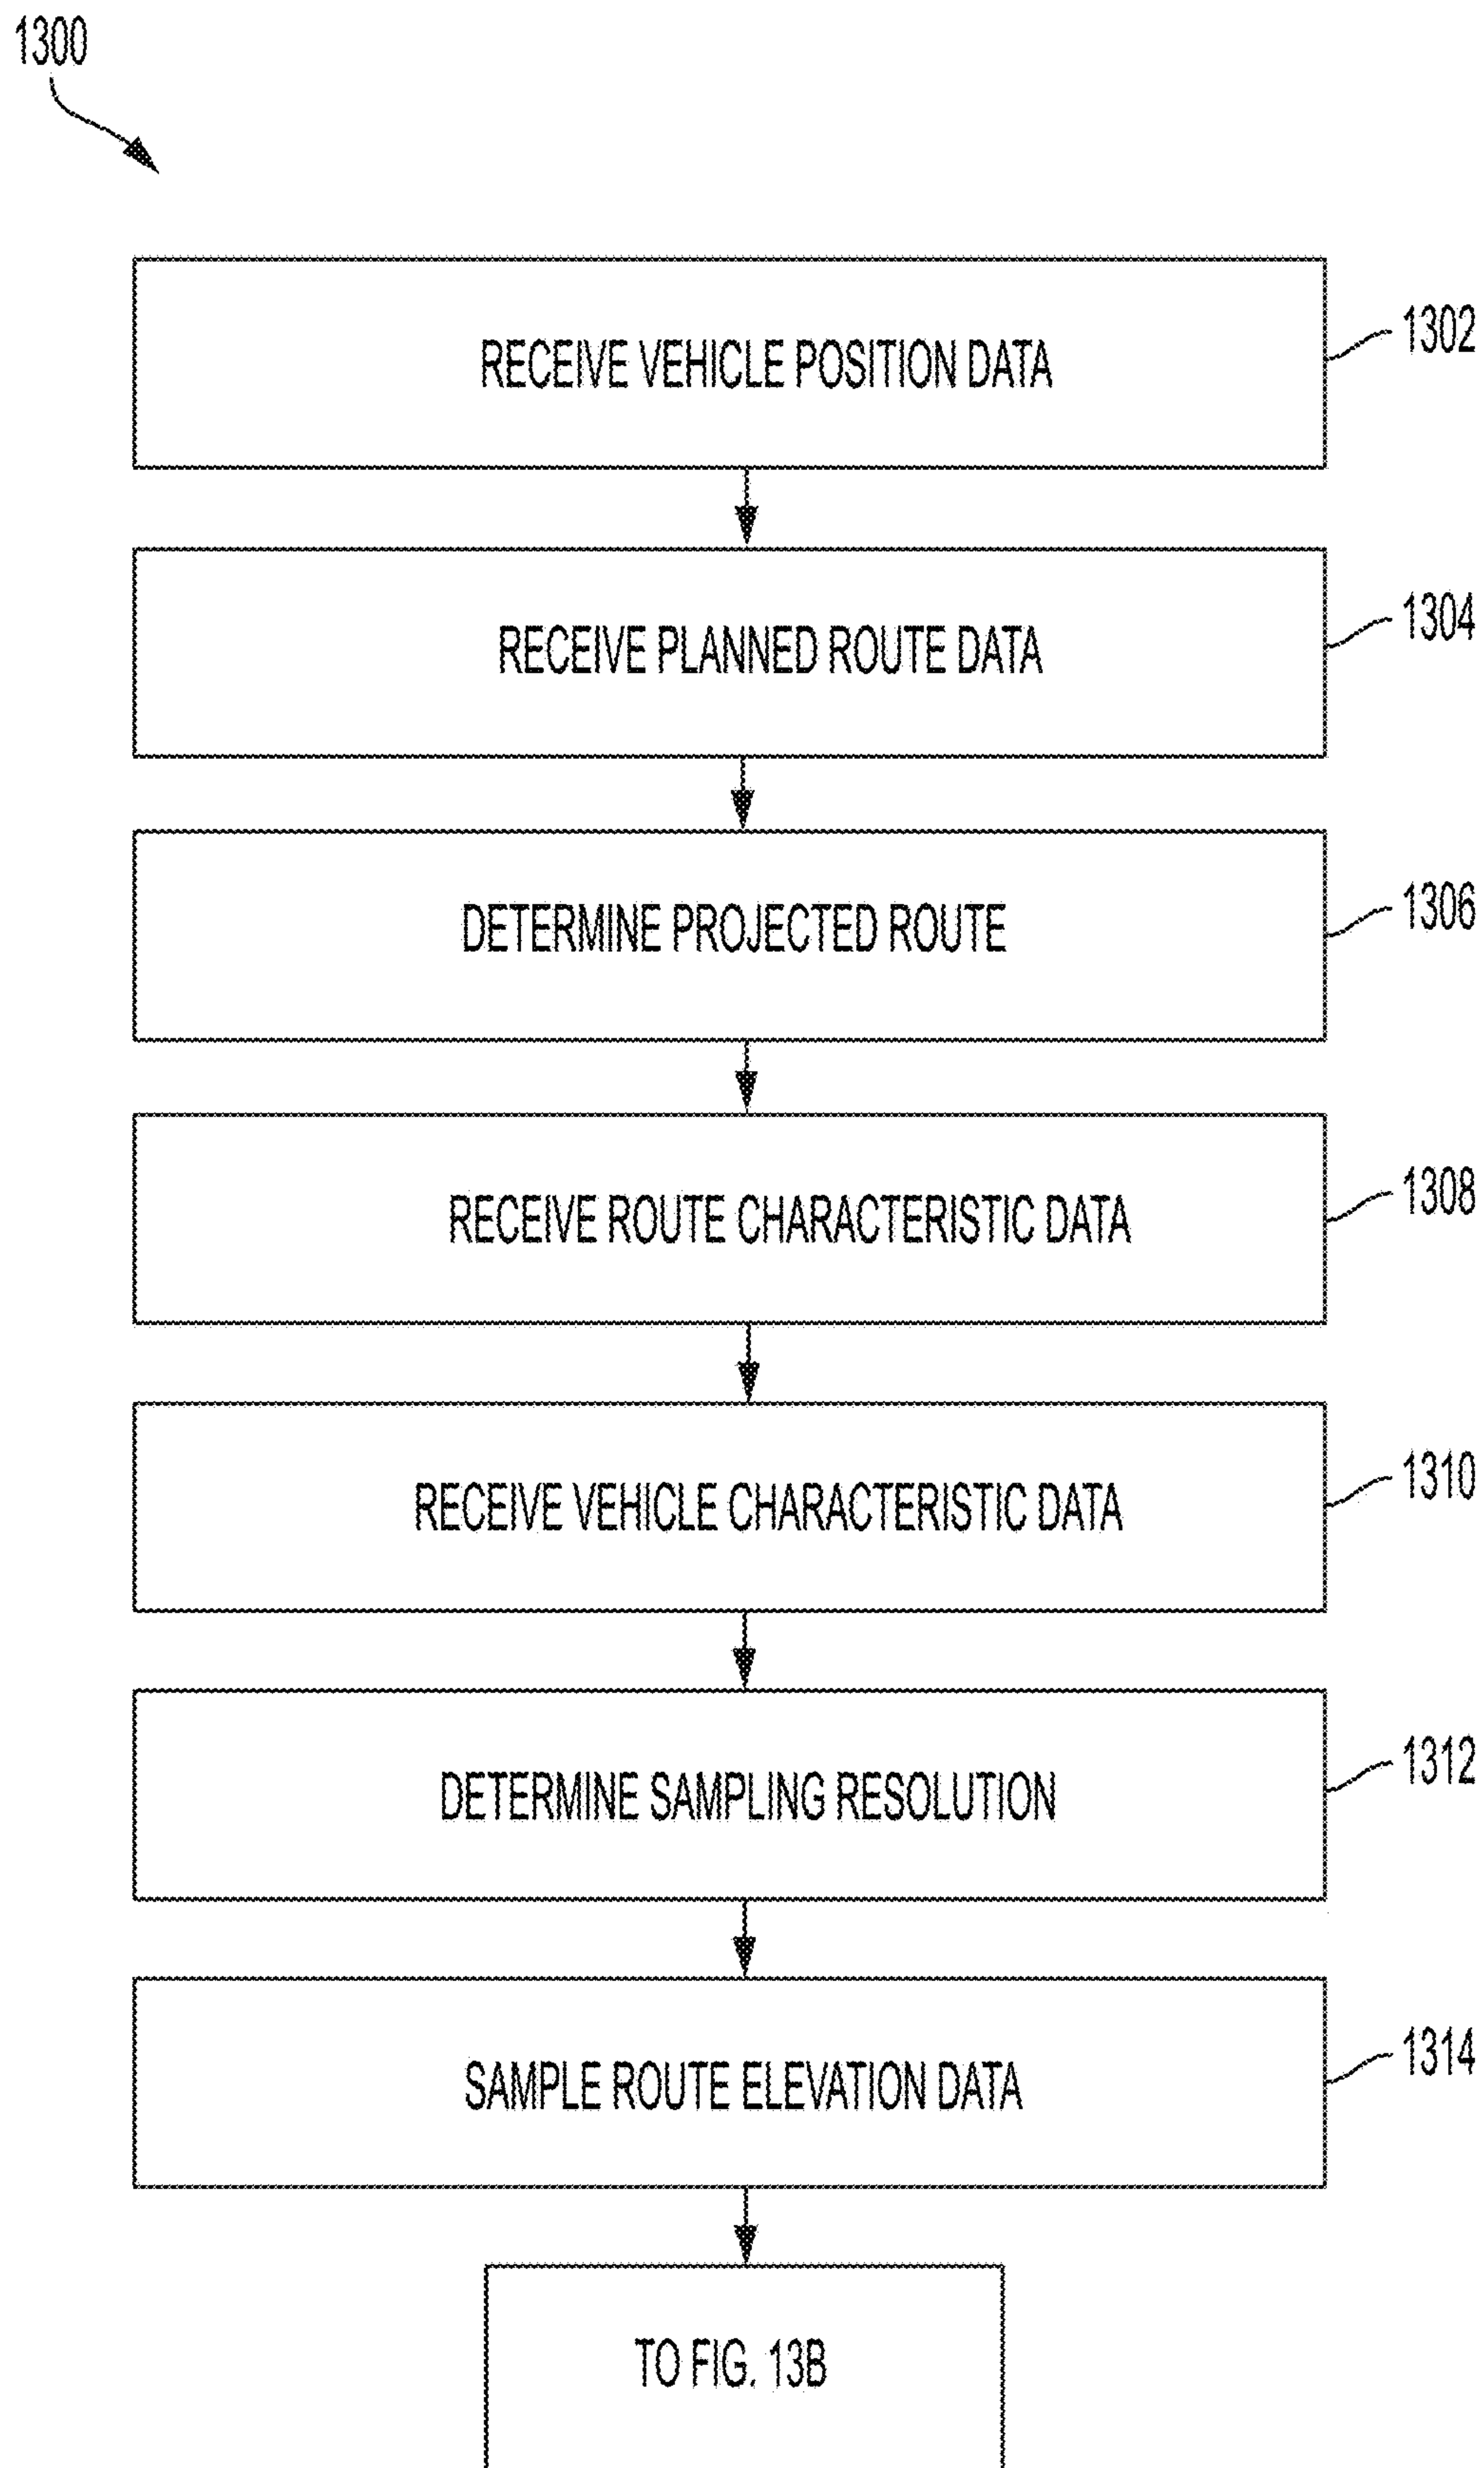 1300
RECEIVE VEHICLE POSITION DATA
1302
RECEIVE PLANNED ROUTE DATA
1304
DETERMINE PROJECTED ROUTE
1306
RECEIVE ROUTE CHARACTERISTIC DATA
1308
RECEIVE VEHICLE CHARACTERISTIC DATA
1310
DETERMINE SAMPLING RESOLUTION
1312
SAMPLE ROUTE ELEVATION DATA
1314
TO FIG. 13B